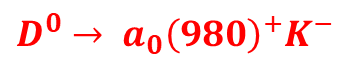 D⁰ → a₀(980)⁺K⁻